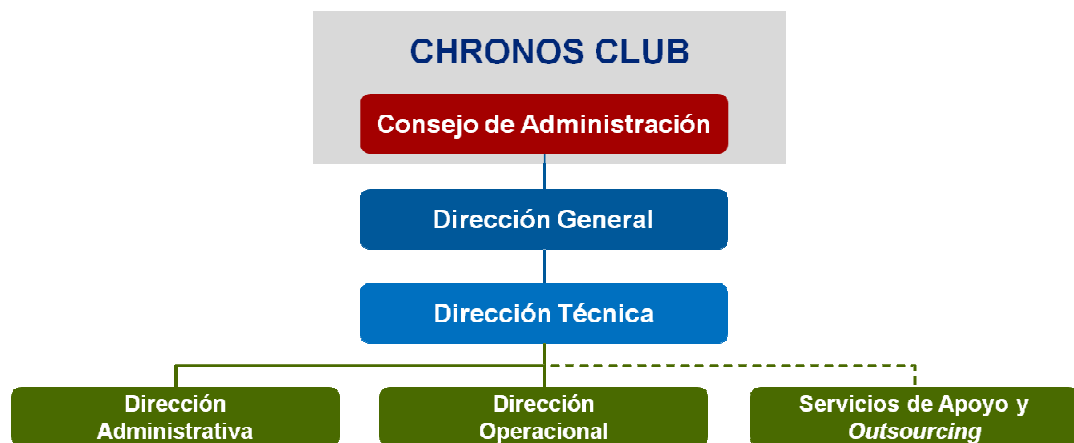 CHRONOS CLUB
Consejo de Administración
Dirección General
Dirección Técnica
Dirección
Administrativa
Dirección
Operacional
Servicios de Apoyo y
Outsourcing